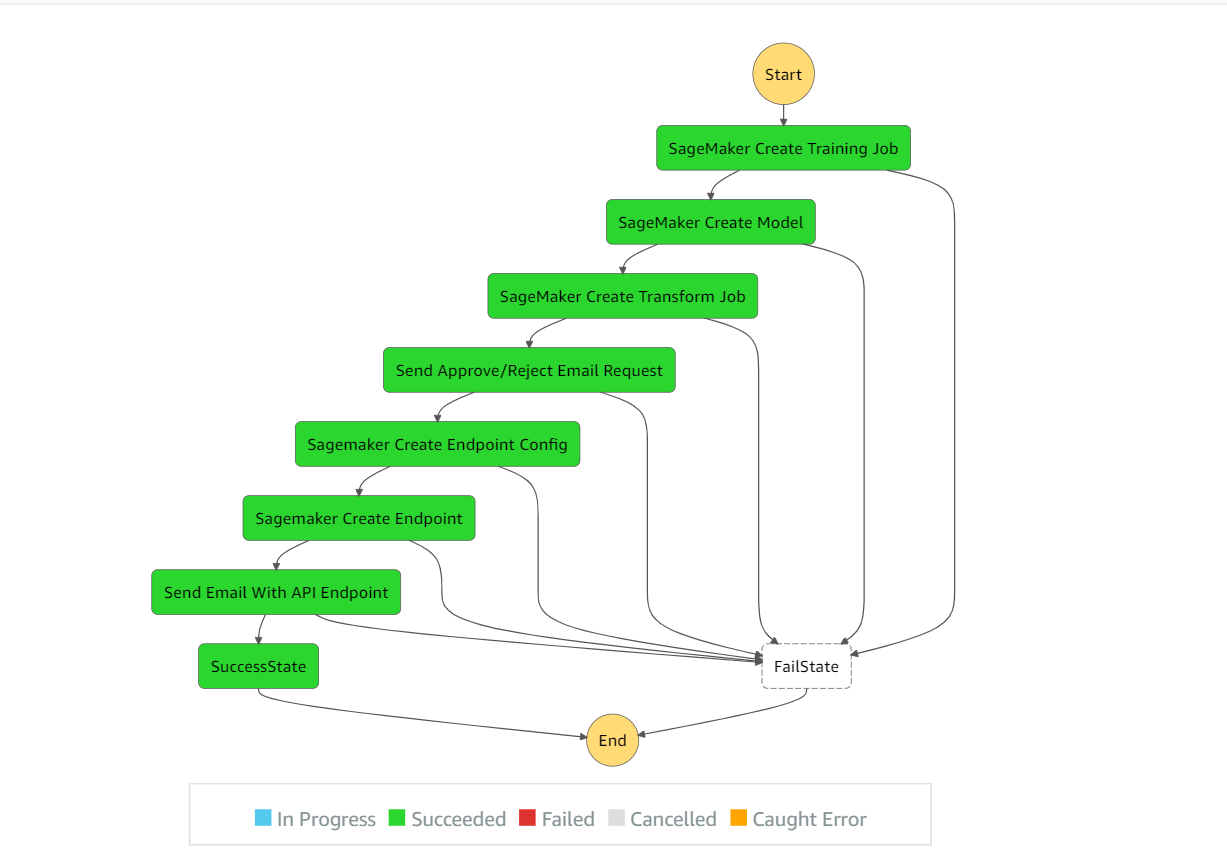 Start
SageMaker Create Training Job
SageMaker Create Model
SageMaker Create Transform Job
Send Approve/Reject Email Request
Sagemaker Create Endpoint Config
Sagemaker Create Endpoint
Send Email With API Endpoint
SuccessState
FailState
End
In Progress
Succeeded
Failed
Cancelled
Caught Error